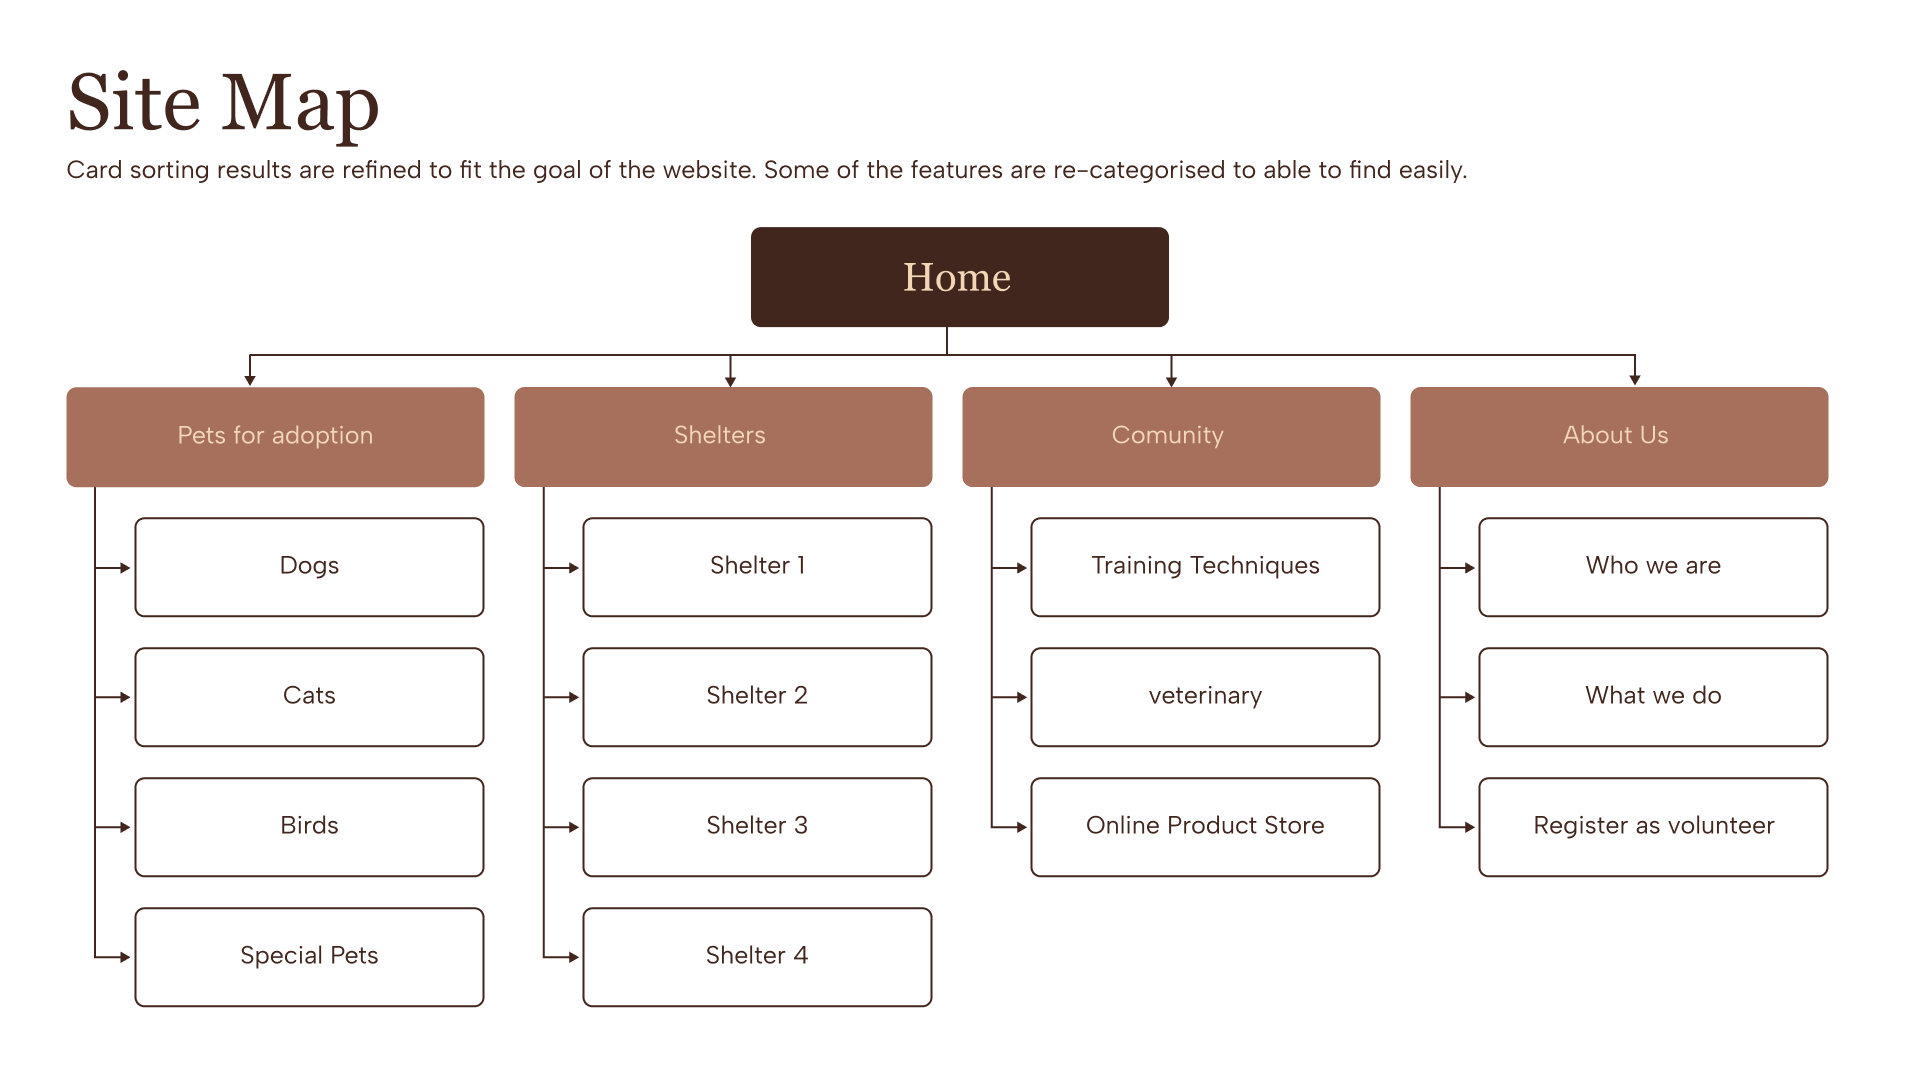 Site Map
Card sorting results are refined to fit the goal of the website. Some of the features are re-categorised to able to find easily.
Home
Pets for adoption
Shelters
Comunity
About Us
Dogs
Shelter 1
Training Techniques
Who we are
Cats
Shelter 2
veterinary
What we do
Birds
Shelter 3
Online Product Store
Register as volunteer
Special Pets
Shelter 4